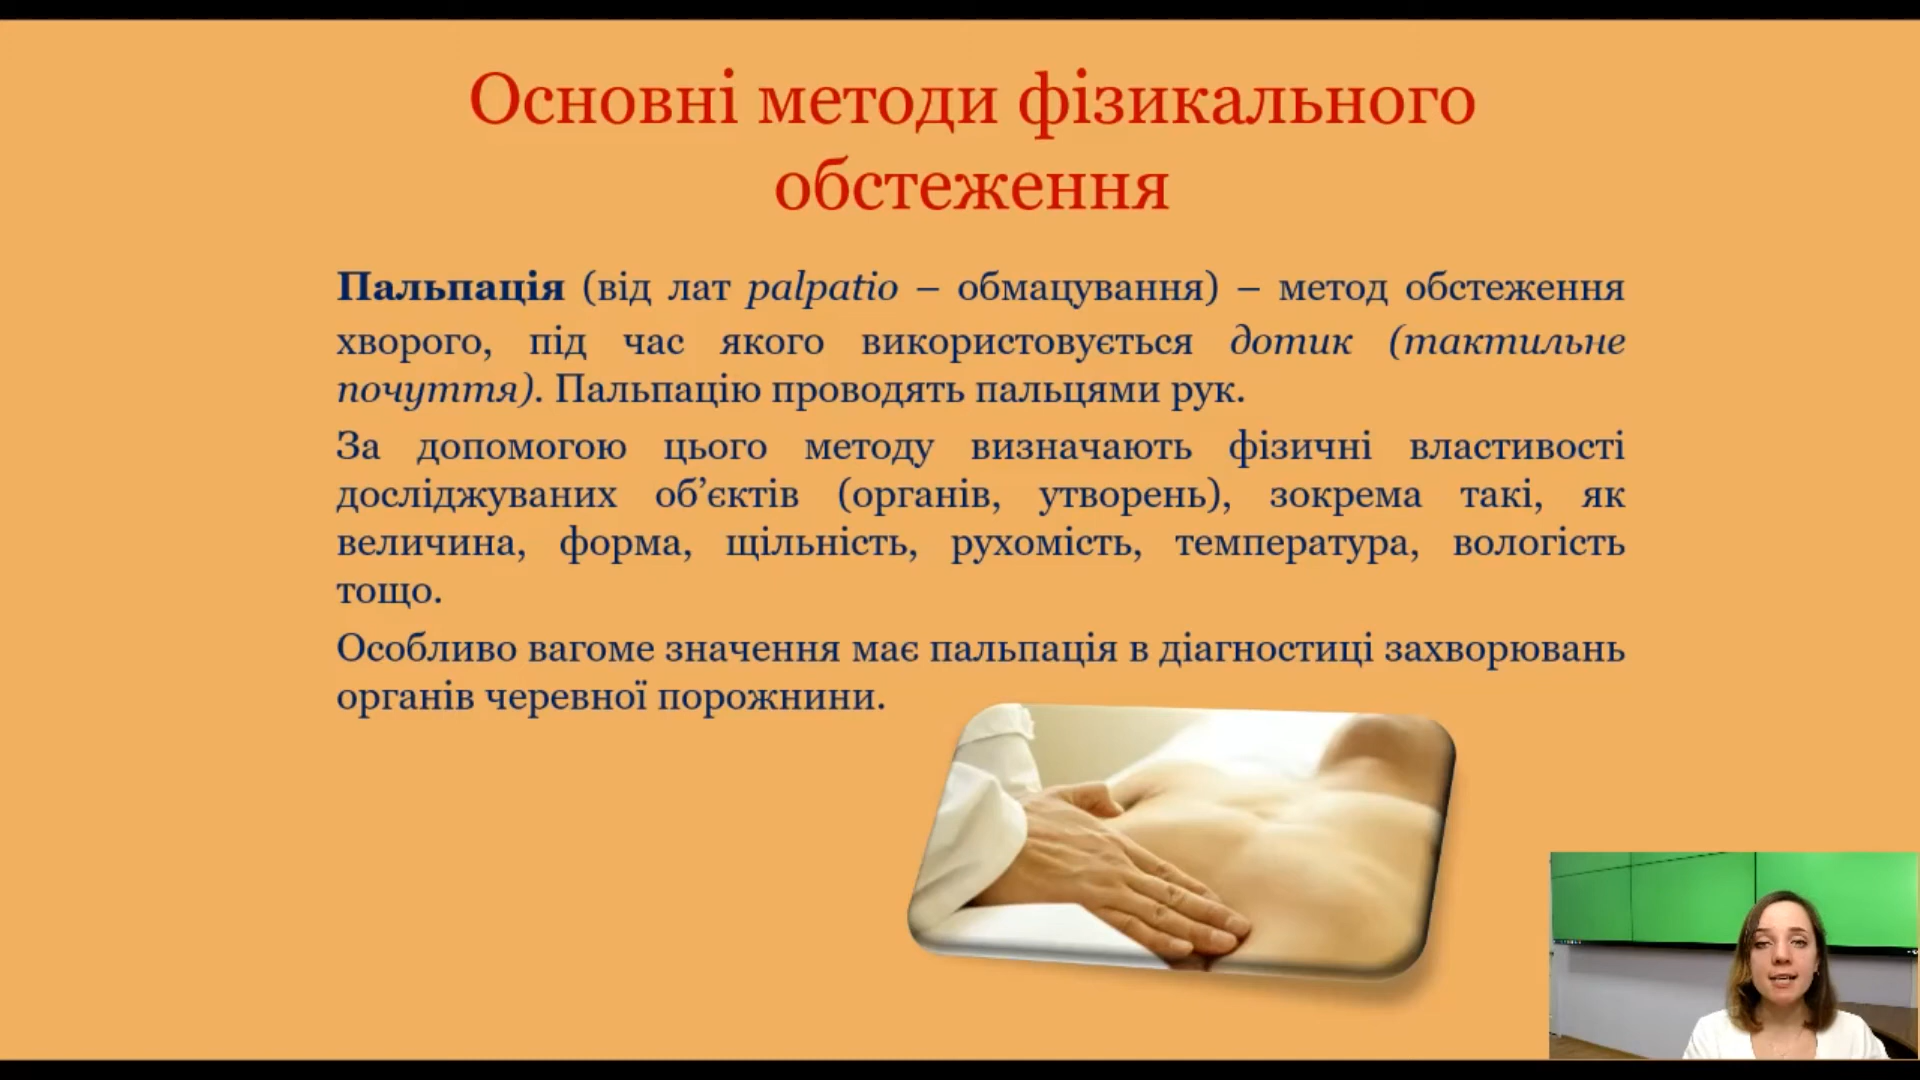 Основні методи фізикального
обстеження
Пальпація (від лат palpatio – обмацування) – метод обстеження
хворого, під час якого використовується дотик (тактильне
почуття). Пальпацію проводять пальцями рук.
За допомогою цього методу визначають фізичні властивості
досліджуваних об’єктів (органів, утворень), зокрема такі, як
величина, форма, щільність, рухомість, температура, вологість
тощо.
Особливо вагоме значення має пальпація в діагностиці захворювань
органів черевної порожнини.